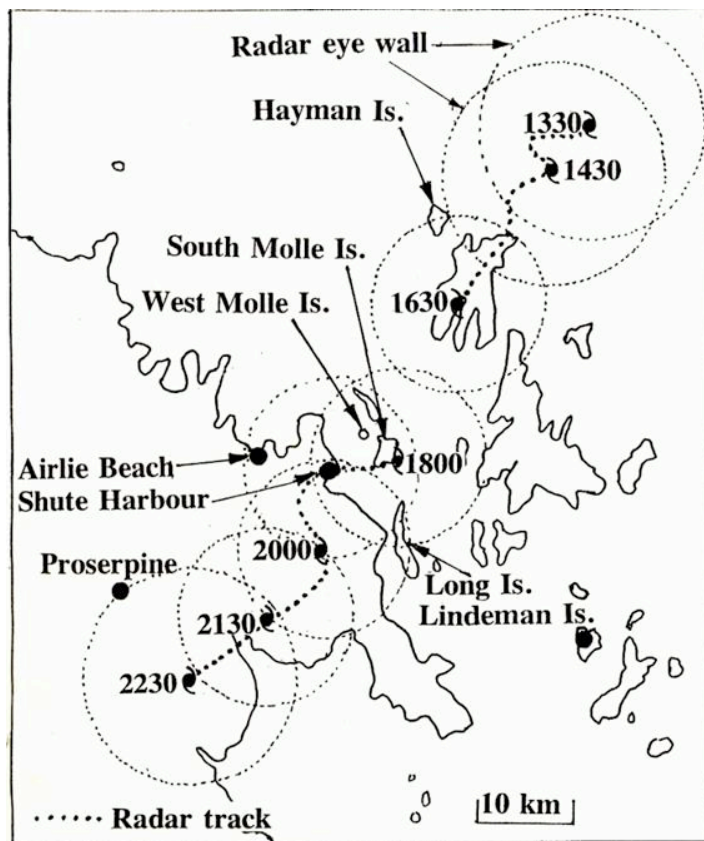 Radar eye wall
Hayman Is.
1330
1430
South Molle Is.
West Molle Is.
1630
Airlie Beach
Shute Harbour
1800
Proserpine
2000
Long Is.
Lindeman Is.
2130
2230
10 km
Radar track